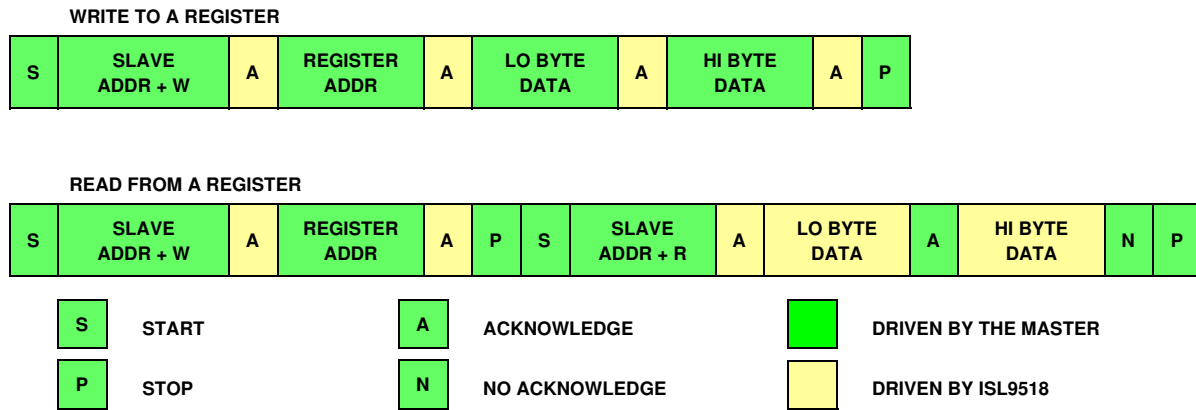 WRITE TO A REGISTER
S SLAVE ADDR + W A REGISTER ADDR A LO BYTE DATA A HI BYTE DATA A P
READ FROM A REGISTER
S SLAVE ADDR + W A REGISTER ADDR A P S SLAVE ADDR + R A LO BYTE DATA A HI BYTE DATA N P
S START A ACKNOWLEDGE DRIVEN BY THE MASTER
P STOP N NO ACKNOWLEDGE DRIVEN BY ISL9518